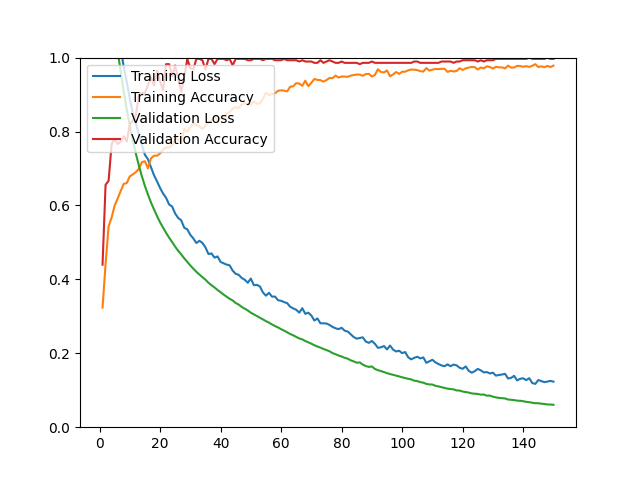 1.0
0.8
0.6
0.4
0.2
0.0
Training Loss
Training Accuracy
Validation Loss
Validation Accuracy
0 20 40 60 80 100 120 140